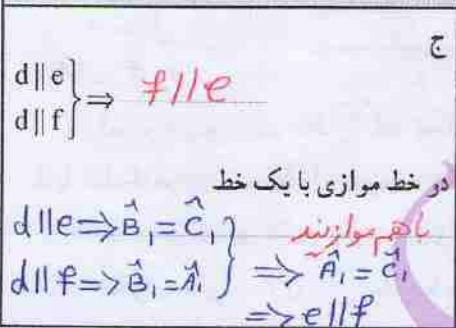 ج
d || e
d || f } ⇒ f // e
دو خط موازی با یک خط
باهم موازیند
d || e ⇒ B̂₁ = Ĉ₁
d || f => B̂₁ = Â₁ } => Â₁ = Ĉ₁
=> e || f